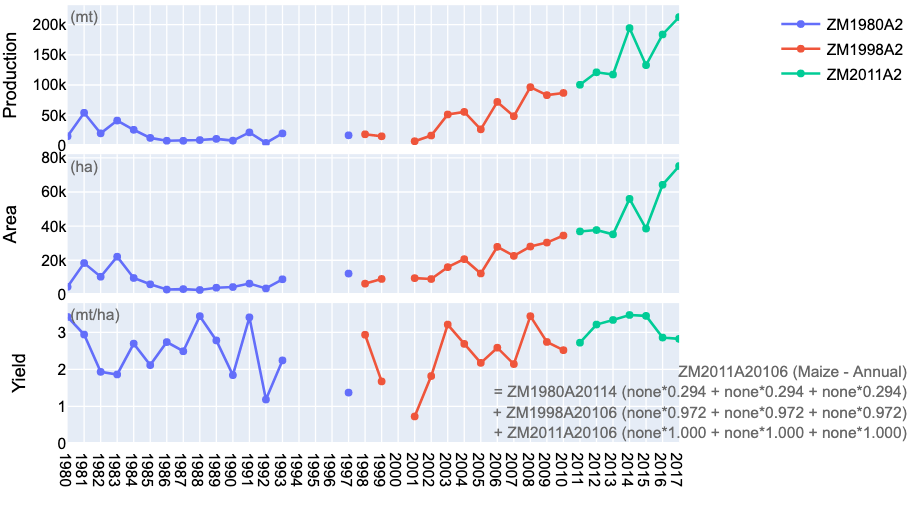 (mt)
Production
200k
150k
100k
50k
0
ZM1980A2
ZM1998A2
ZM2011A2
(ha)
Area
80k
60k
40k
20k
0
(mt/ha)
Yield
3
2
1
0
ZM2011A20106 (Maize - Annual)
= ZM1980A20114 (none*0.294 + none*0.294 + none*0.294)
+ ZM1998A20106 (none*0.972 + none*0.972 + none*0.972)
+ ZM2011A20106 (none*1.000 + none*1.000 + none*1.000)
1980 1981 1982 1983 1984 1985 1986 1987 1988 1989 1990 1991 1992 1993 1994 1995 1996 1997 1998 1999 2000 2001 2002 2003 2004 2005 2006 2007 2008 2009 2010 2011 2012 2013 2014 2015 2016 2017